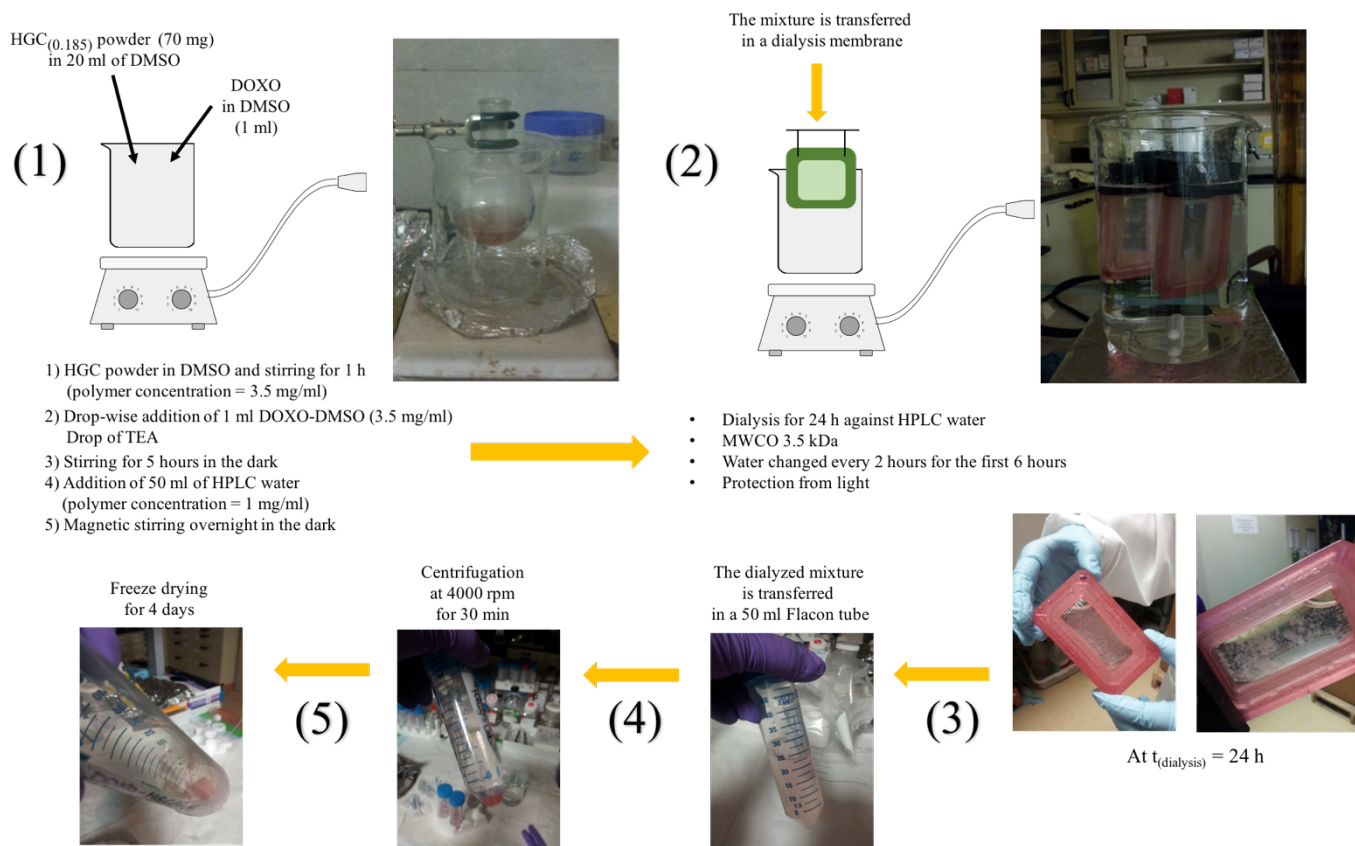 HGC(0.185) powder (70 mg)
in 20 ml of DMSO
DOXO
in DMSO
(1 ml)
(1)
1) HGC powder in DMSO and stirring for 1 h
(polymer concentration = 3.5 mg/ml)
2) Drop-wise addition of 1 ml DOXO-DMSO (3.5 mg/ml)
Drop of TEA
3) Stirring for 5 hours in the dark
4) Addition of 50 ml of HPLC water
(polymer concentration = 1 mg/ml)
5) Magnetic stirring overnight in the dark
The mixture is transferred
in a dialysis membrane
(2)
• Dialysis for 24 h against HPLC water
• MWCO 3.5 kDa
• Water changed every 2 hours for the first 6 hours
• Protection from light
At t(dialysis) = 24 h
(3)
The dialyzed mixture
is transferred
in a 50 ml Flacon tube
(4)
Centrifugation
at 4000 rpm
for 30 min
(5)
Freeze drying
for 4 days